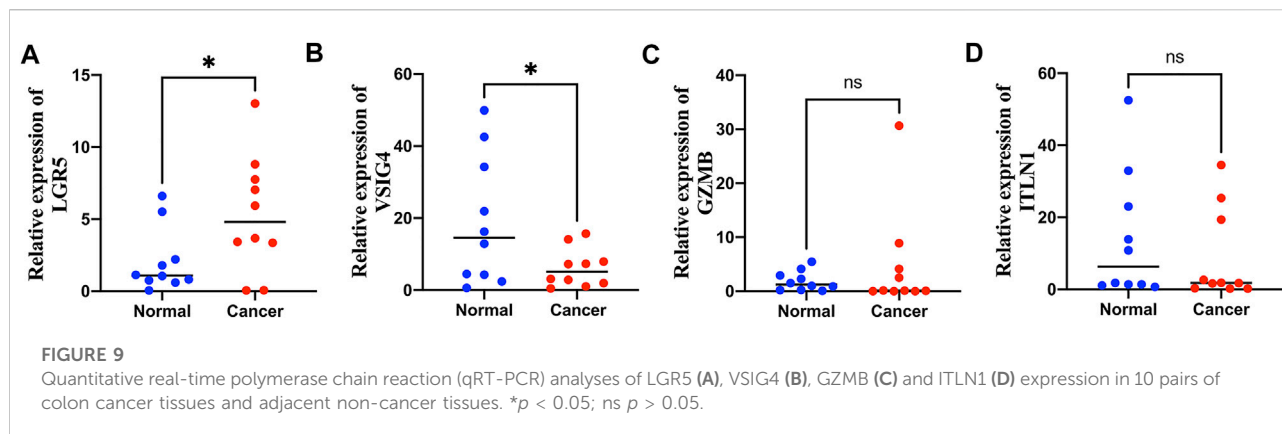 A
Relative expression of
LGR5
15
10
5
0
*
Normal
Cancer
B
Relative expression of
VSIG4
60
40
20
0
*
Normal
Cancer
C
Relative expression of
GZMB
40
30
20
10
0
ns
Normal
Cancer
D
Relative expression of
ITLN1
60
40
20
0
ns
Normal
Cancer
FIGURE 9
Quantitative real-time polymerase chain reaction (qRT-PCR) analyses of LGR5 (A), VSIG4 (B), GZMB (C) and ITLN1 (D) expression in 10 pairs of
colon cancer tissues and adjacent non-cancer tissues. *p < 0.05; ns p > 0.05.